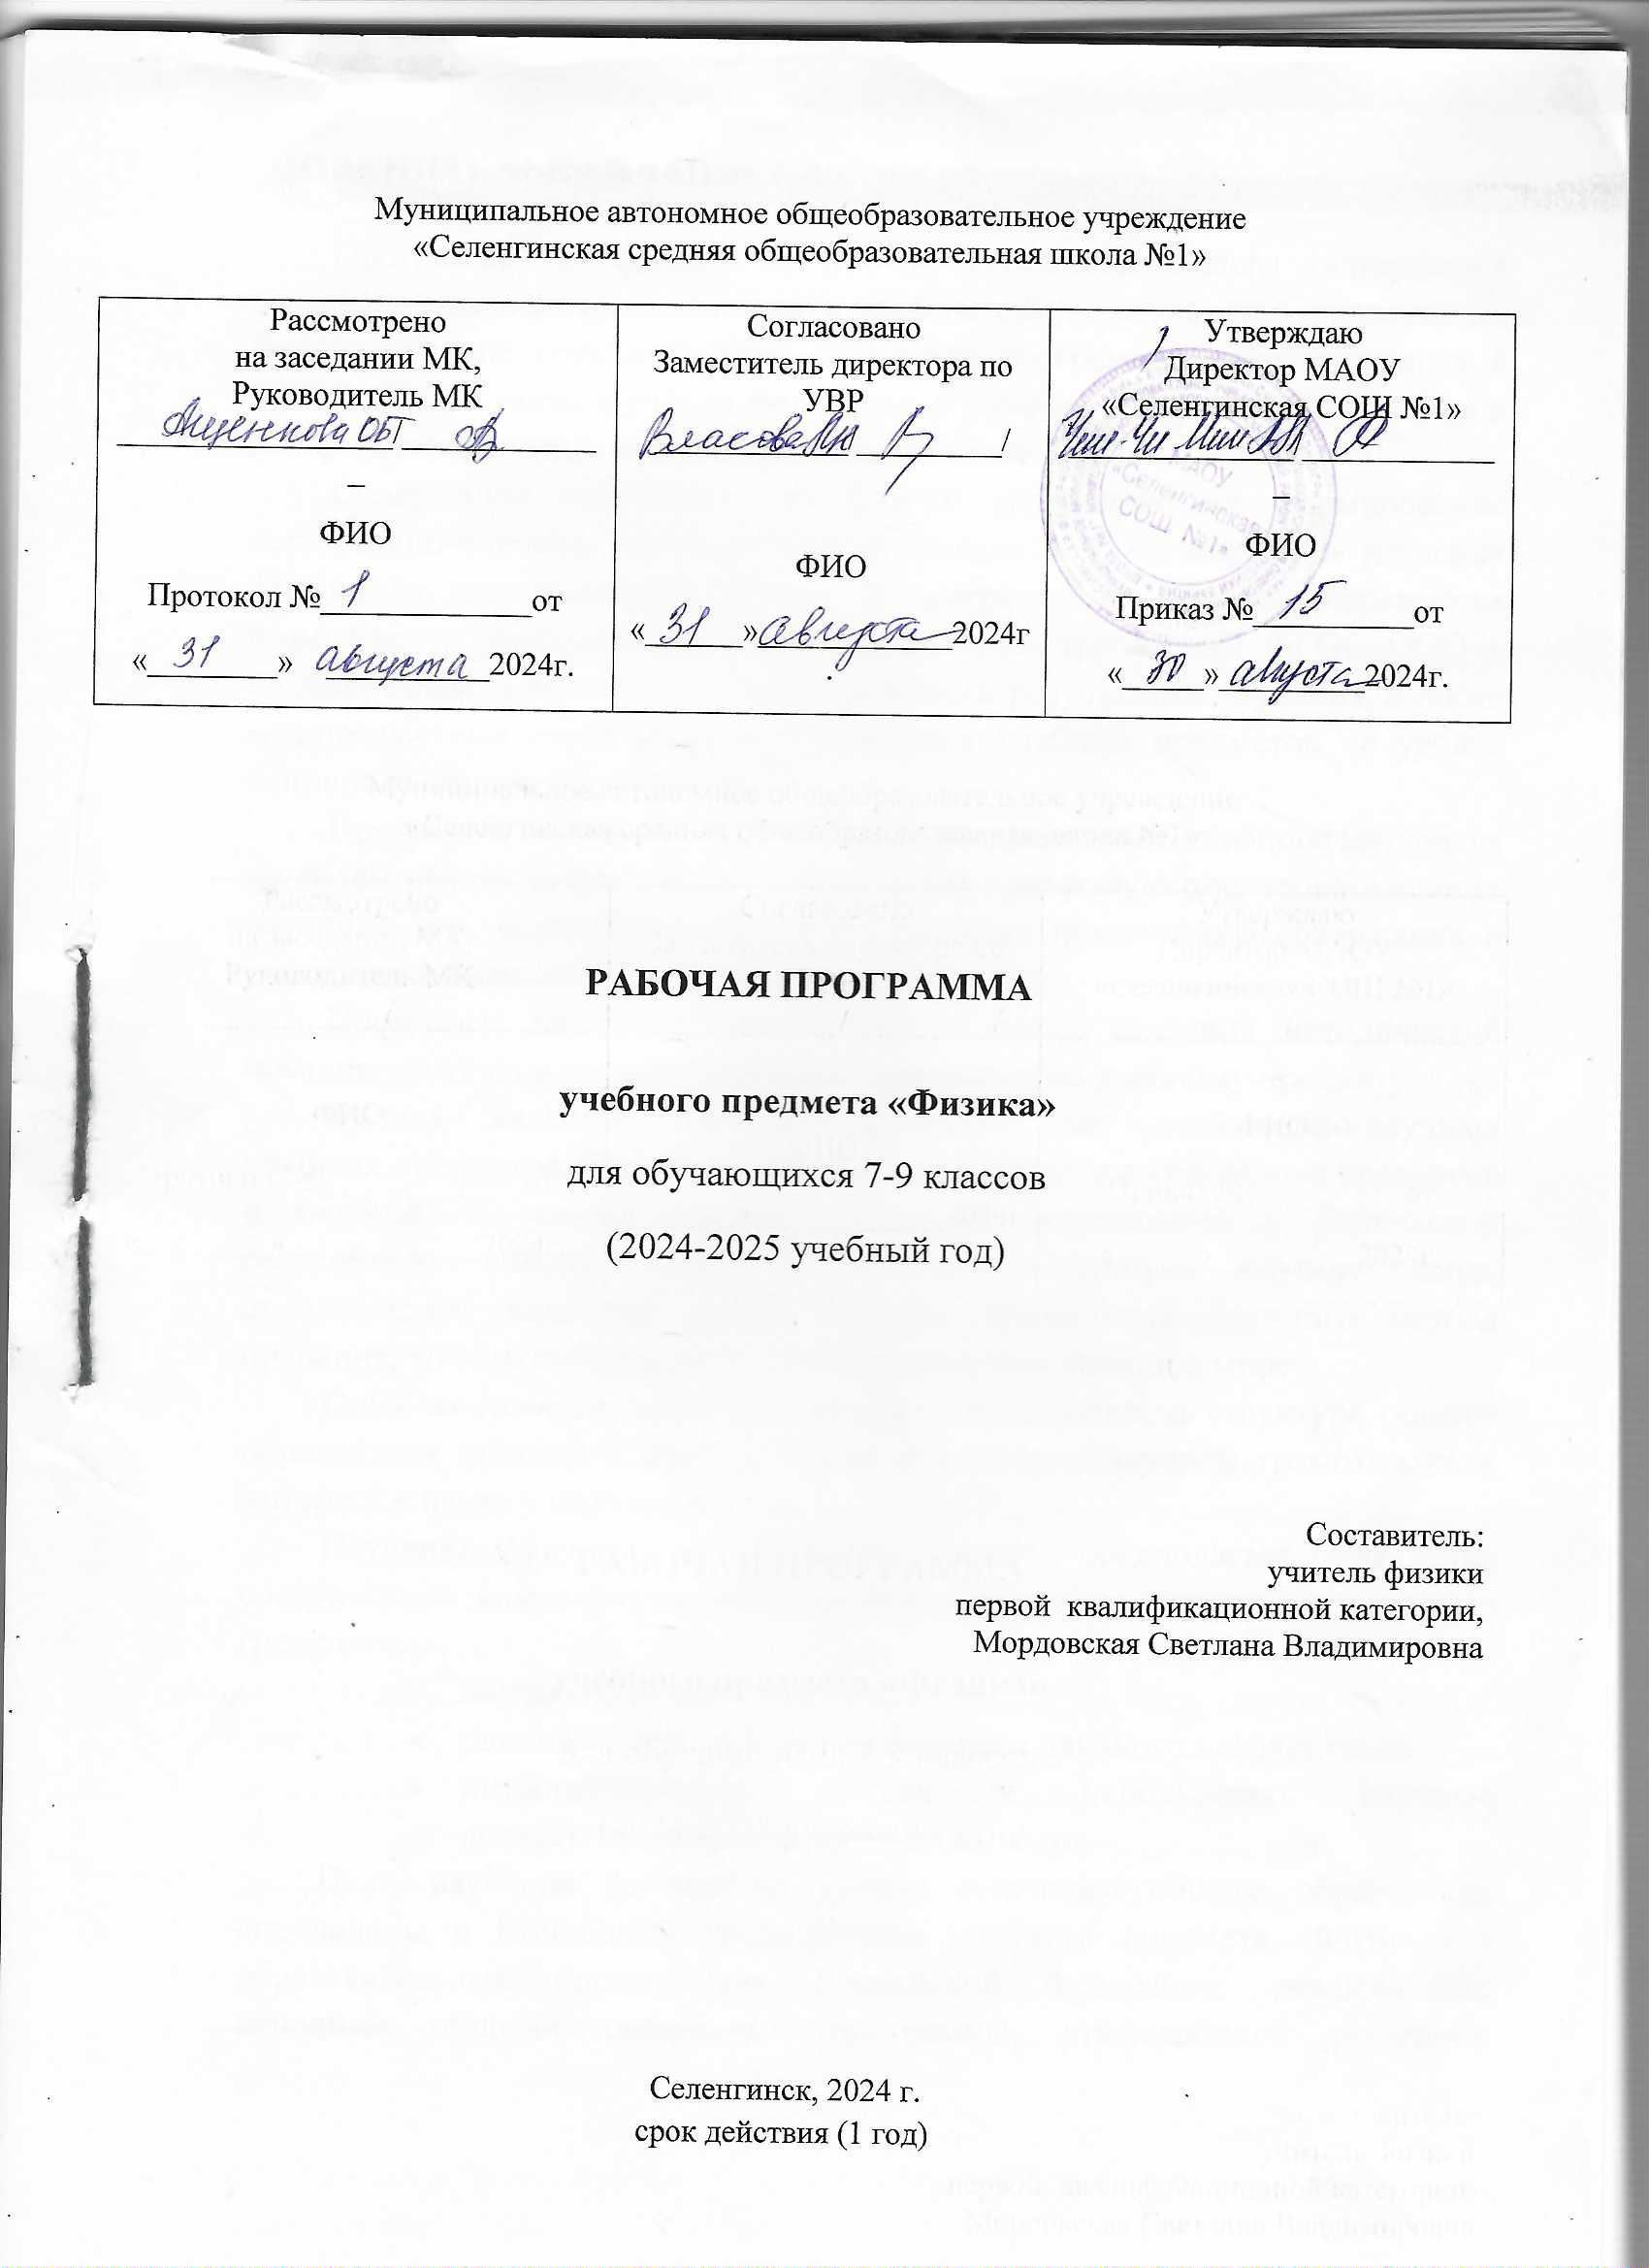 Муниципальное автономное общеобразовательное учреждение
«Селенгинская средняя общеобразовательная школа №1»
Рассмотрено
на заседании МК,
Руководитель МК
ФИО
Протокол № 1 от
« 31 » августа 2024г.
Согласовано
Заместитель директора по
УВР
Власова
ФИО
« 31 » августа 2024г
.
Утверждаю
Директор МАОУ
«Селенгинская СОШ №1»
МАОУ
«Селенгинская
СОШ №1»
ФИО
Приказ № 15 от
« 30 » августа 2024г.
РАБОЧАЯ ПРОГРАММА
учебного предмета «Физика»
для обучающихся 7-9 классов
(2024-2025 учебный год)
Составитель:
учитель физики
первой квалификационной категории,
Мордовская Светлана Владимировна
Селенгинск, 2024 г.
срок действия (1 год)